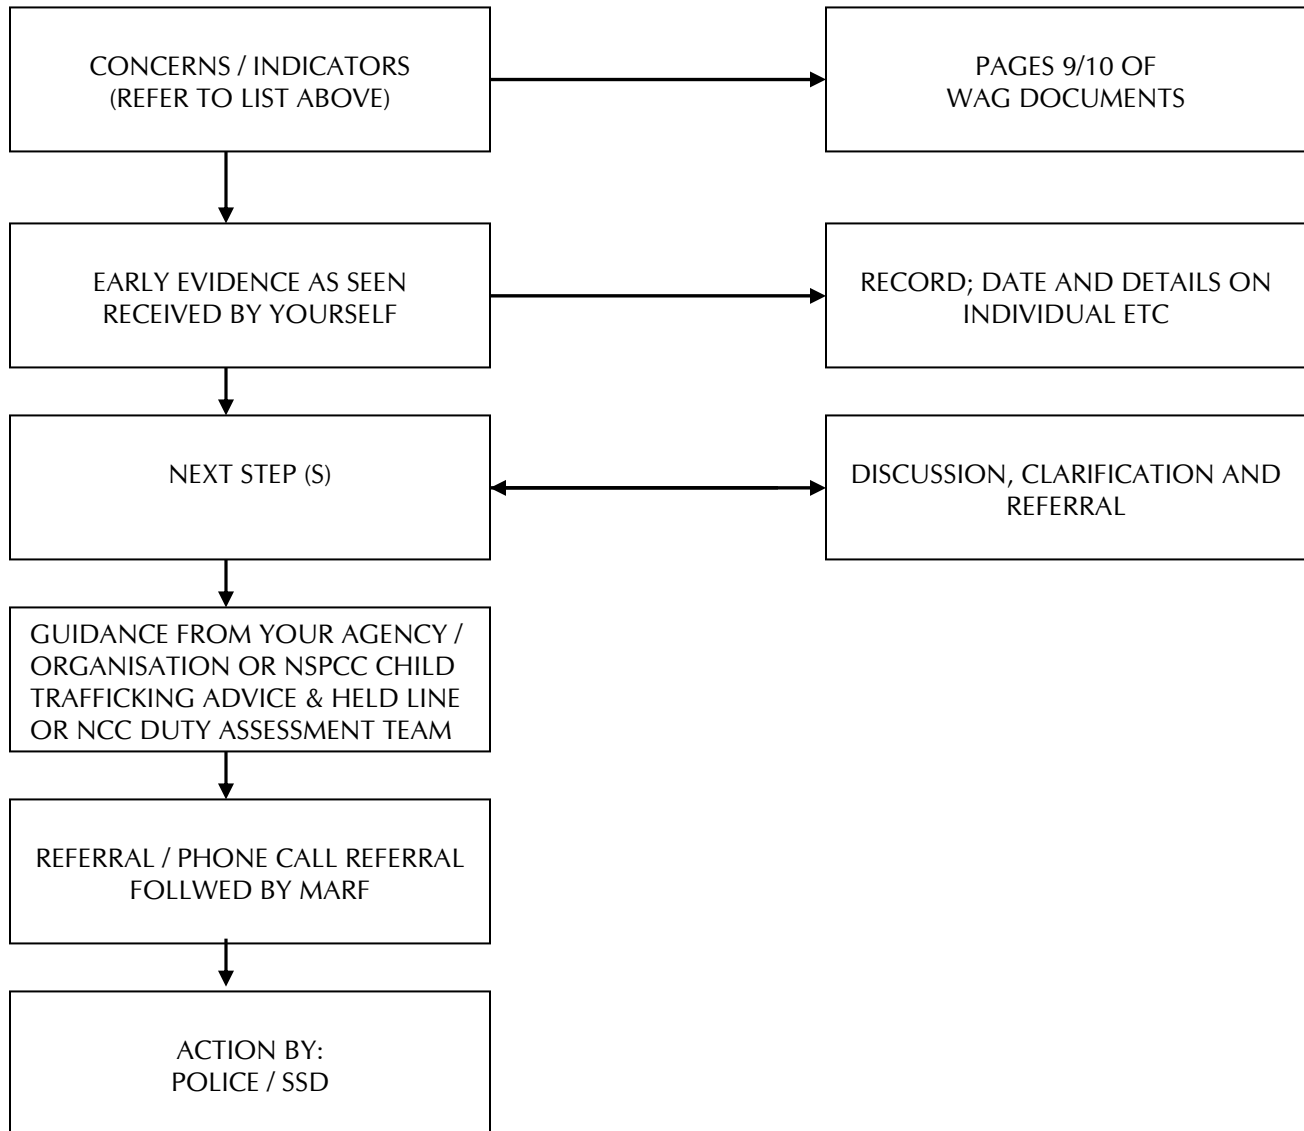 CONCERNS / INDICATORS
(REFER TO LIST ABOVE)
PAGES 9/10 OF
WAG DOCUMENTS
EARLY EVIDENCE AS SEEN
RECEIVED BY YOURSELF
RECORD; DATE AND DETAILS ON
INDIVIDUAL ETC
NEXT STEP (S)
DISCUSSION, CLARIFICATION AND
REFERRAL
GUIDANCE FROM YOUR AGENCY /
ORGANISATION OR NSPCC CHILD
TRAFFICKING ADVICE & HELD LINE
OR NCC DUTY ASSESSMENT TEAM
REFERRAL / PHONE CALL REFERRAL
FOLLWED BY MARF
ACTION BY:
POLICE / SSD